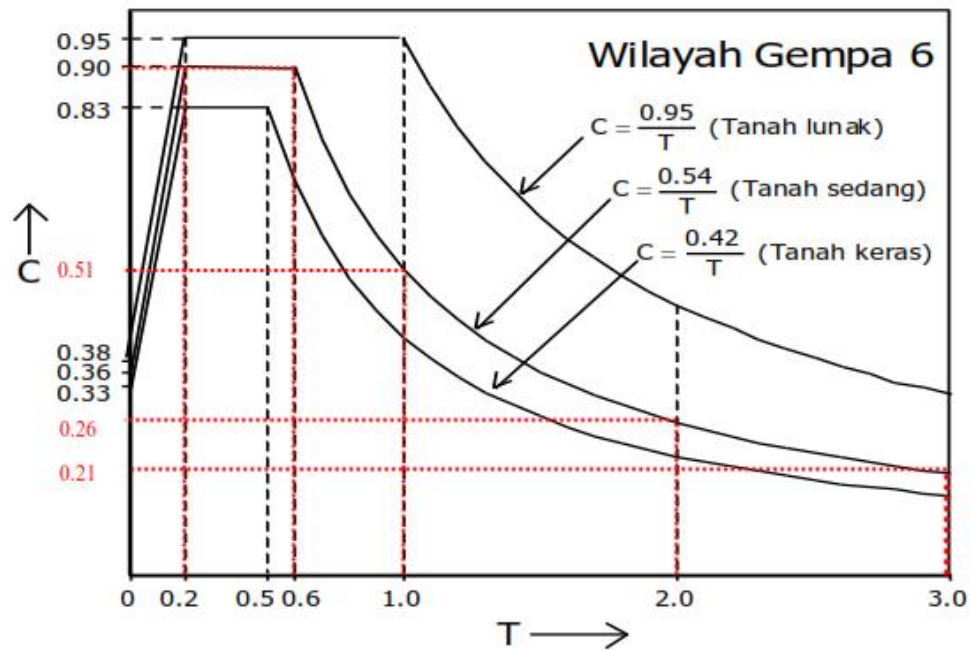 Wilayah Gempa 6
0.95
0.90
0.83
C = 0.95/T (Tanah lunak)
C = 0.54/T (Tanah sedang)
C = 0.42/T (Tanah keras)
C
0.51
0.38
0.36
0.33
0.26
0.21
0 0.2 0.5 0.6 1.0 2.0 3.0
T